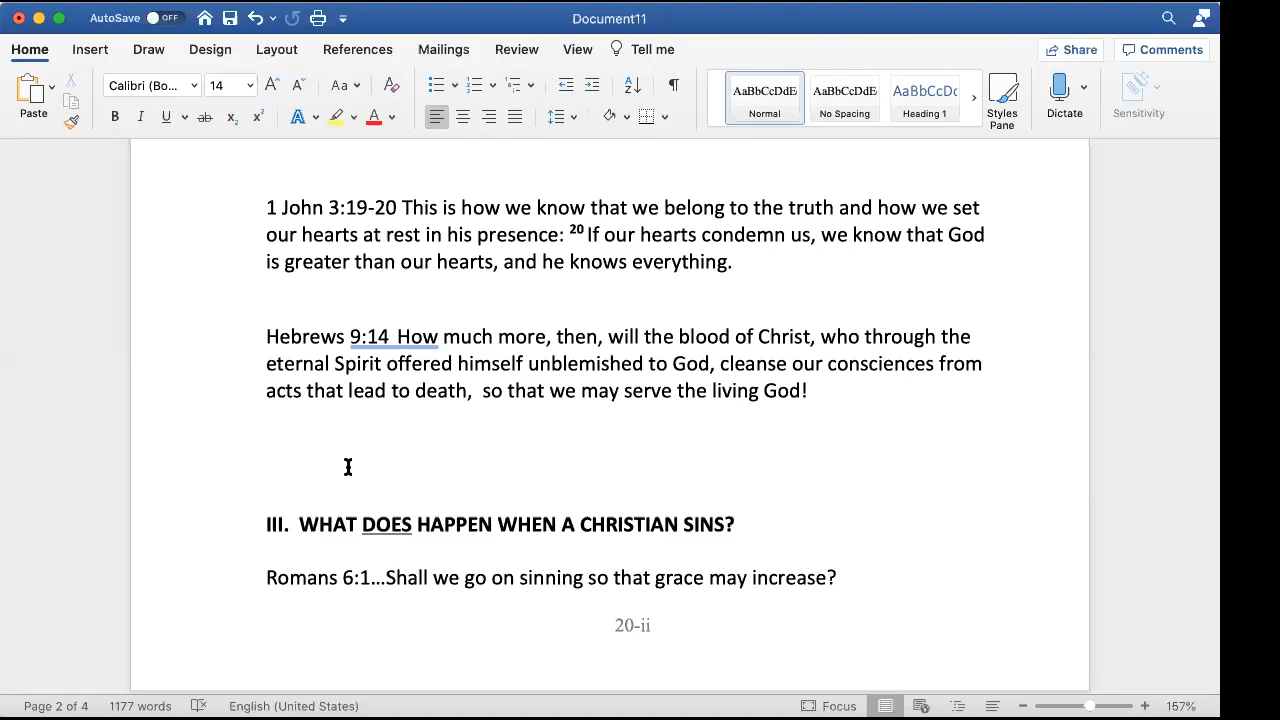 AutoSave OFF Document11
Home Insert Draw Design Layout References Mailings Review View Tell me Share Comments
Paste Calibri (Bo... 14 A A Aa A AaBbCcDdE AaBbCcDdE AaBbCcDc
Normal No Spacing Heading 1 Styles Pane Dictate Sensitivity
B I U ab x2 x2 A A
1 John 3:19-20 This is how we know that we belong to the truth and how we set
our hearts at rest in his presence: 20 If our hearts condemn us, we know that God
is greater than our hearts, and he knows everything.
Hebrews 9:14  How much more, then, will the blood of Christ, who through the
eternal Spirit offered himself unblemished to God, cleanse our consciences from
acts that lead to death,  so that we may serve the living God!
III.  WHAT DOES HAPPEN WHEN A CHRISTIAN SINS?
Romans 6:1...Shall we go on sinning so that grace may increase?
20-ii
Page 2 of 4 1177 words English (United States) Focus 157%